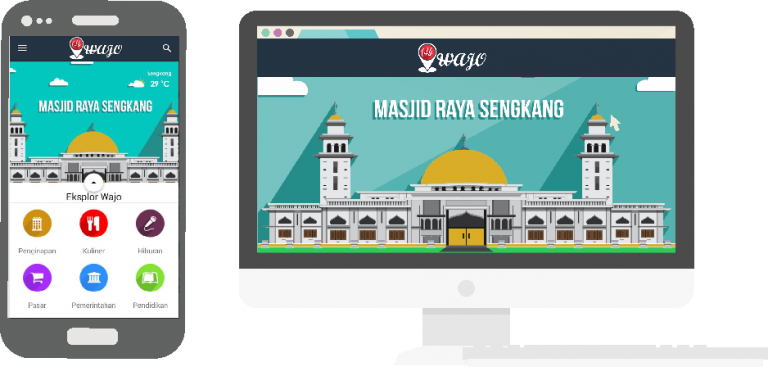 WAJO
Sengkang
29 °C
MASJID RAYA SENGKANG
Eksplor Wajo
Penginapan
Kuliner
Hiburan
Pasar
Pemerintahan
Pendidikan
WAJO
MASJID RAYA SENGKANG